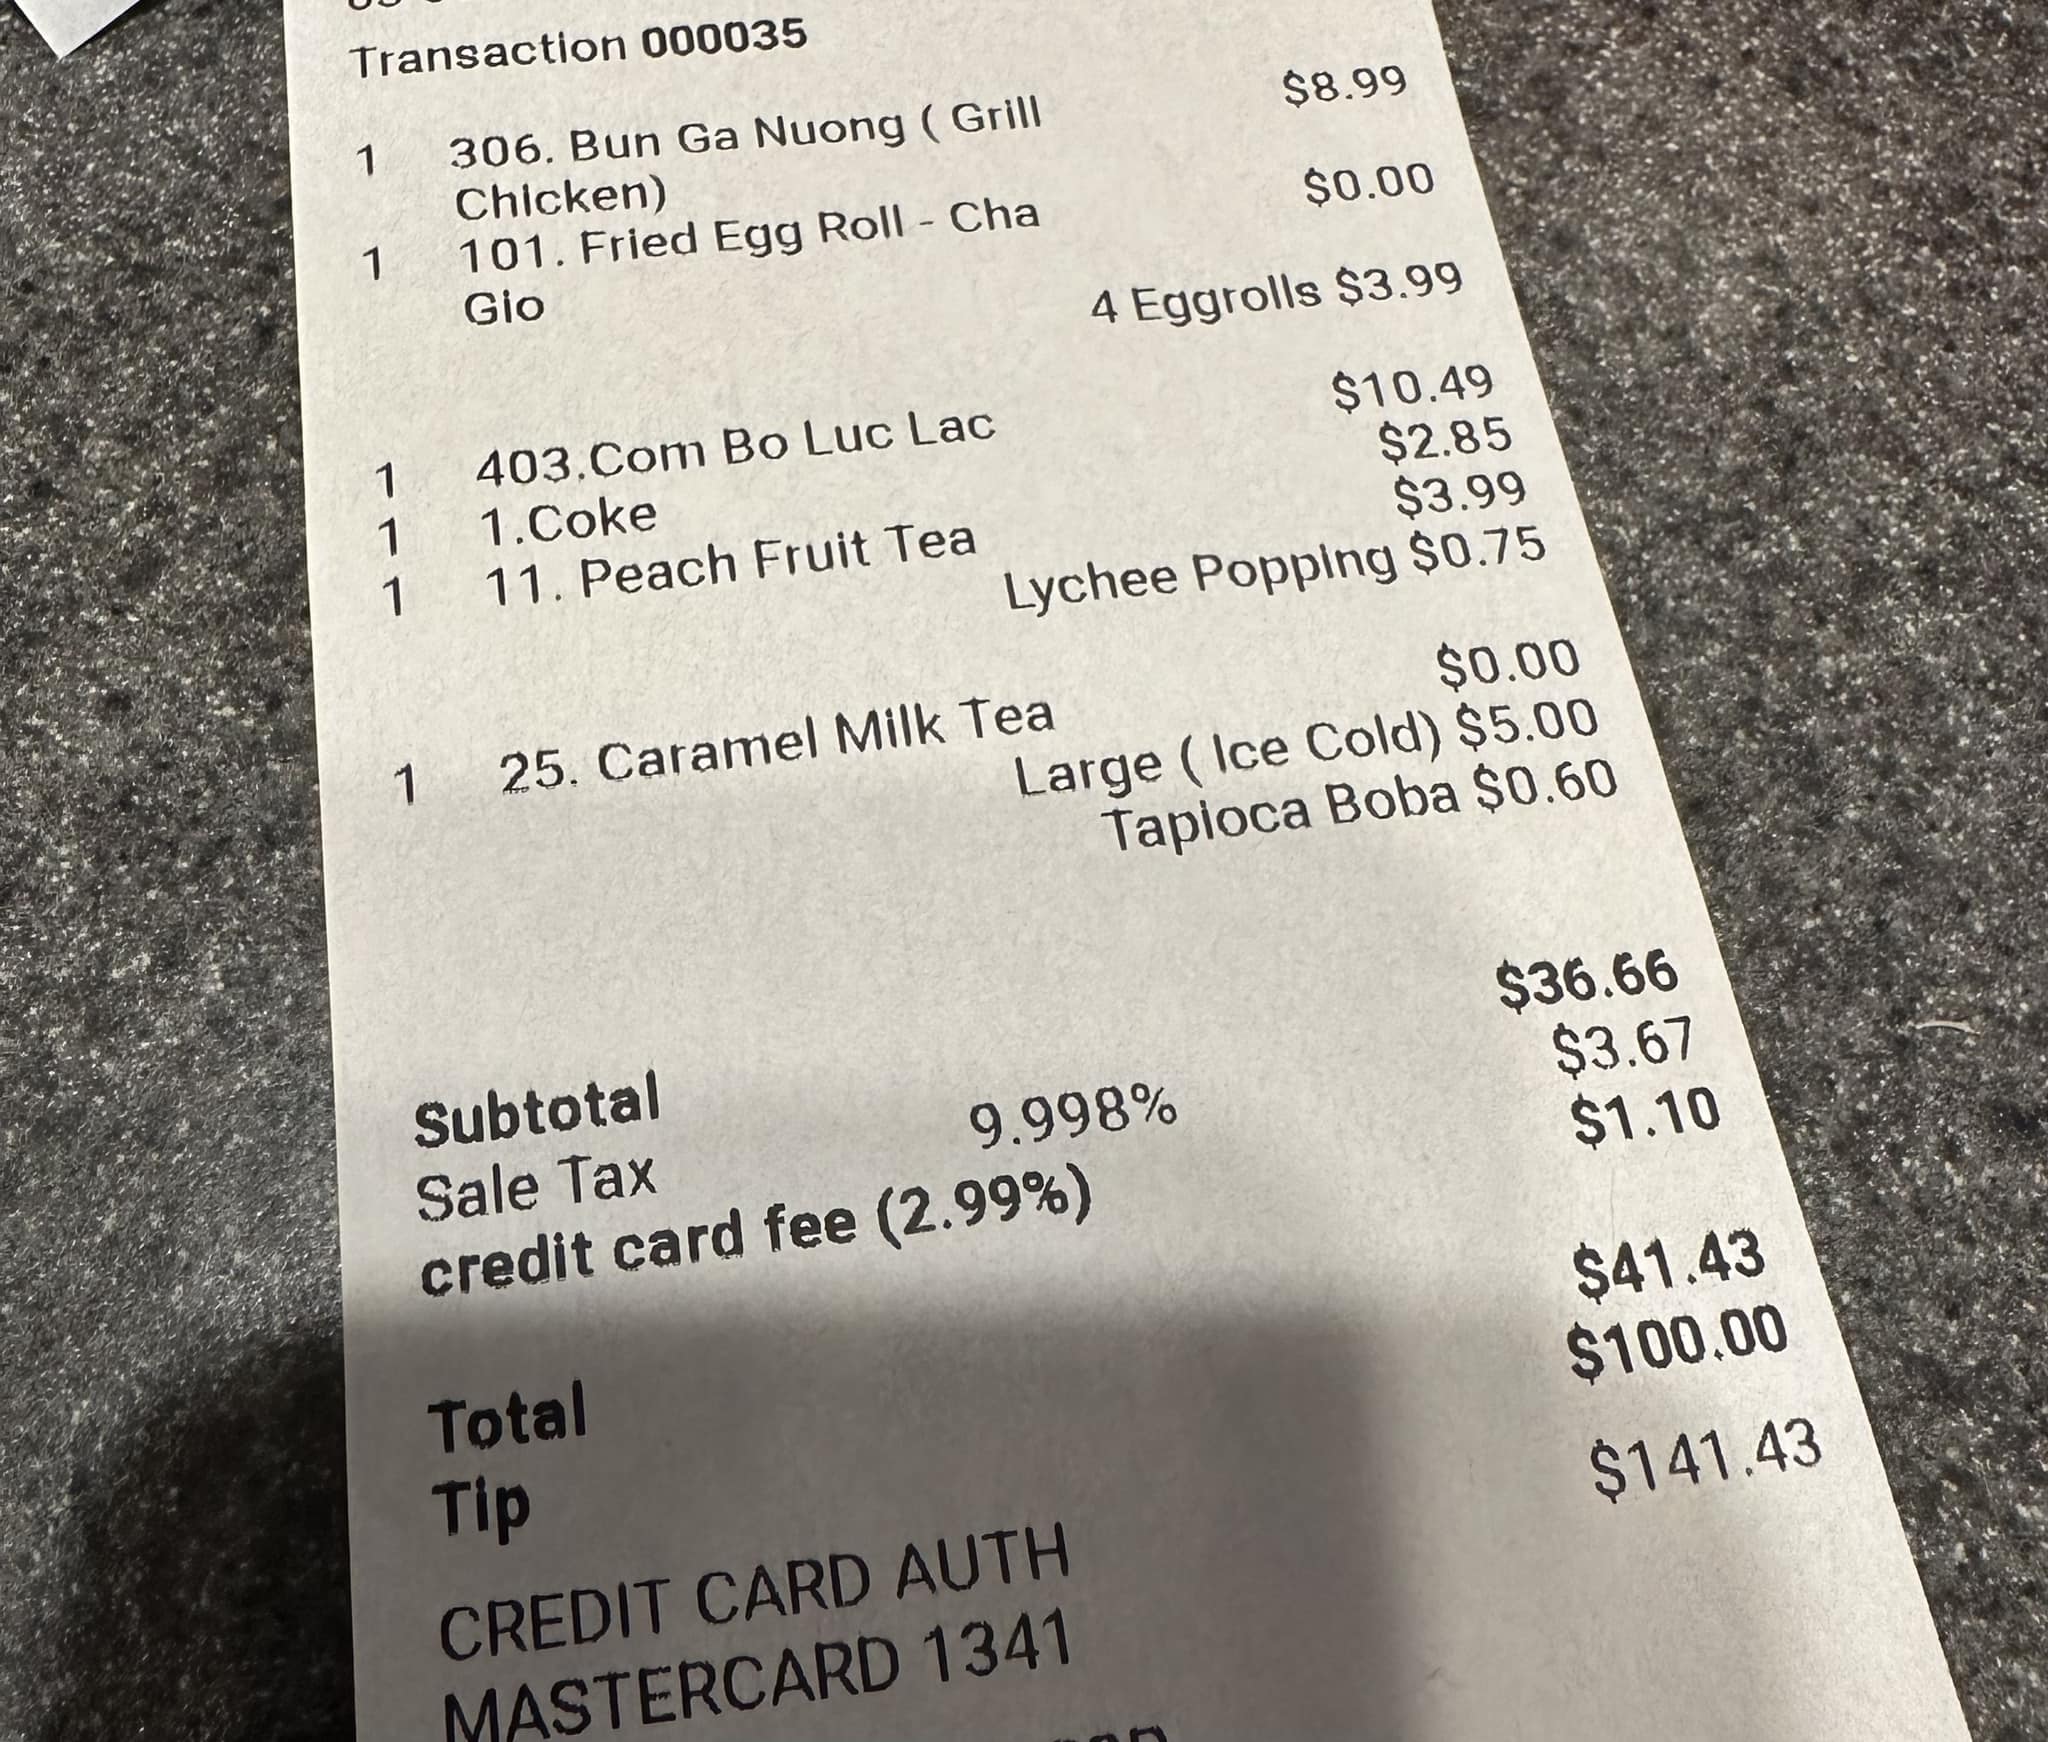 Transaction 000035
1 306. Bun Ga Nuong ( Grill $8.99
Chicken)
1 101. Fried Egg Roll - Cha $0.00
Gio
4 Eggrolls $3.99
1 403.Com Bo Luc Lac $10.49
1 1.Coke $2.85
1 11. Peach Fruit Tea $3.99
Lychee Popping $0.75
1 25. Caramel Milk Tea $0.00
Large ( Ice Cold) $5.00
Tapioca Boba $0.60
Subtotal $36.66
Sale Tax 9.998% $3.67
credit card fee (2.99%) $1.10
Total $41.43
Tip $100.00
CREDIT CARD AUTH $141.43
MASTERCARD 1341